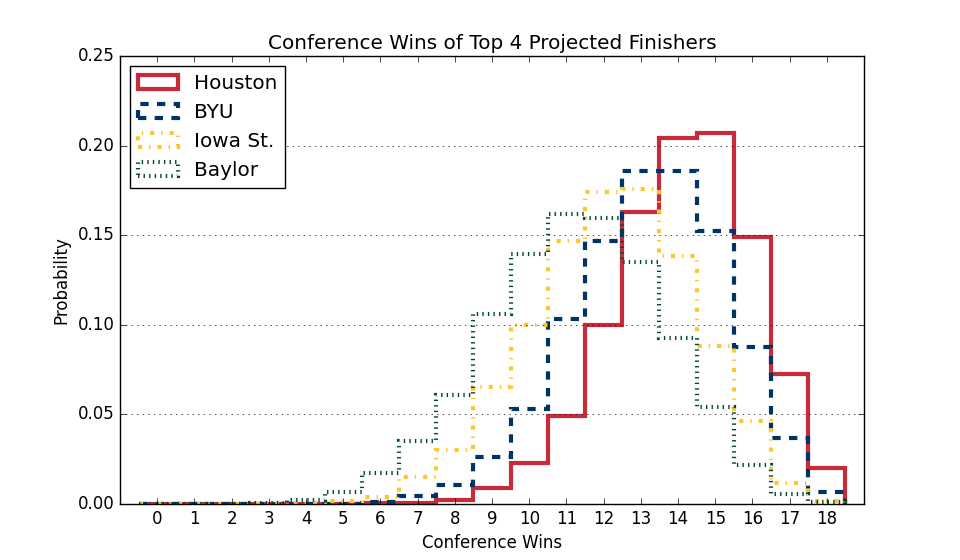 Conference Wins of Top 4 Projected Finishers
Houston
BYU
Iowa St.
Baylor
Probability
0.25
0.20
0.15
0.10
0.05
0.00
0 1 2 3 4 5 6 7 8 9 10 11 12 13 14 15 16 17 18
Conference Wins